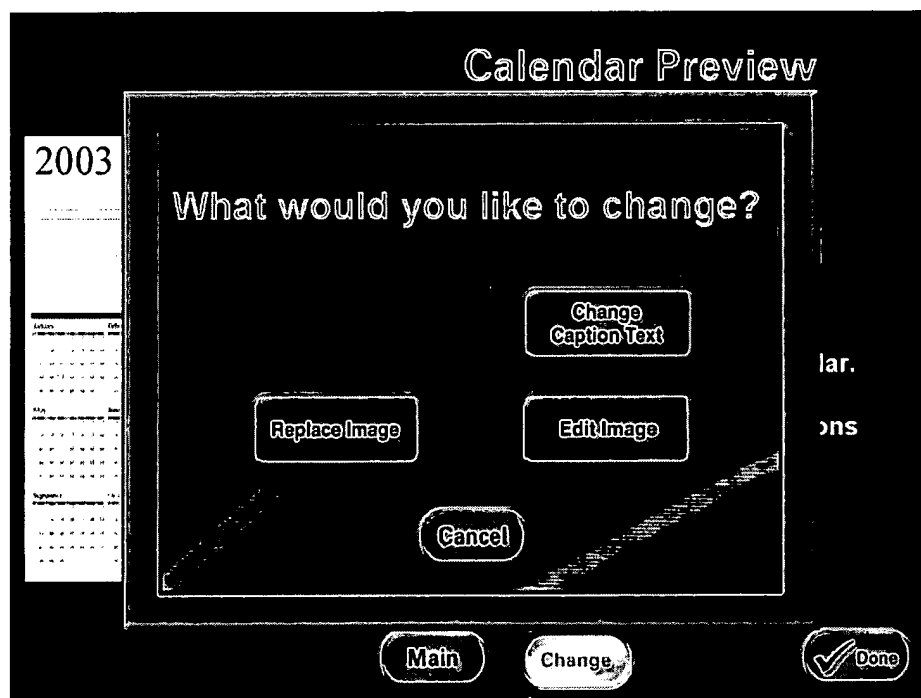 Calendar Preview
2003
What would you like to change?
Change
Caption Text
lar.
Replace Image
Edit Image
ons
Cancel
Main
Change
Done